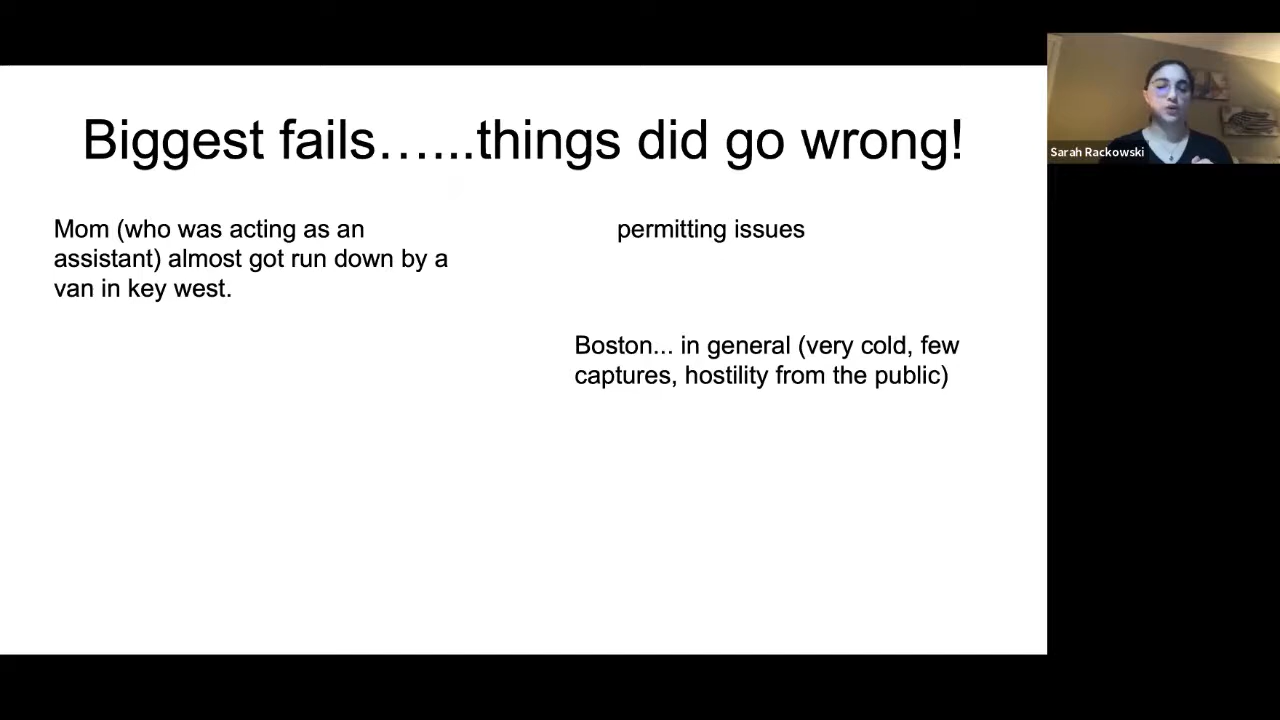 Biggest fails…...things did go wrong!
Mom (who was acting as an
assistant) almost got run down by a
van in key west.
permitting issues
Boston... in general (very cold, few
captures, hostility from the public)
Sarah Rackowski